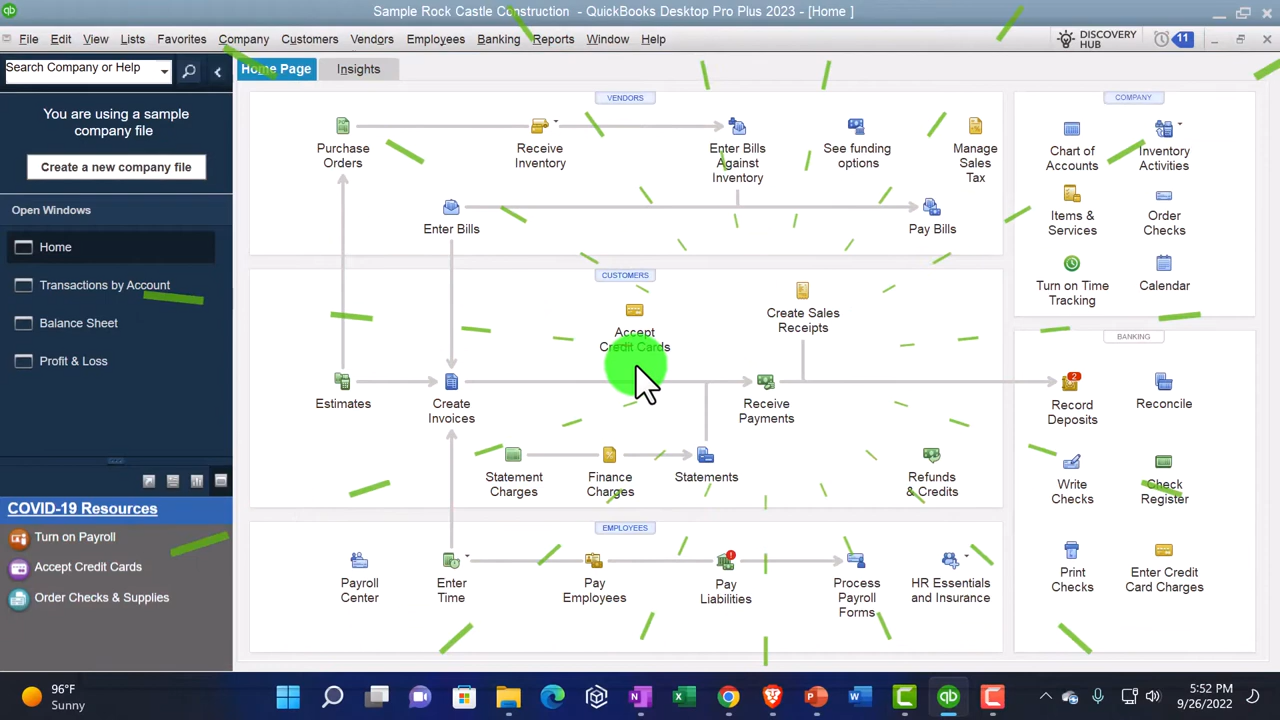 Sample Rock Castle Construction - QuickBooks Desktop Pro Plus 2023 - [Home ]
File Edit View Lists Favorites Company Customers Vendors Employees Banking Reports Window Help
DISCOVERY
HUB
11
Search Company or Help
Home Page Insights
You are using a sample
company file
Create a new company file
Open Windows
Home
Transactions by Account
Balance Sheet
Profit & Loss
COVID-19 Resources
Turn on Payroll
Accept Credit Cards
Order Checks & Supplies
VENDORS
Purchase
Orders
Receive
Inventory
Enter Bills
Against
Inventory
See funding
options
Manage
Sales
Tax
Enter Bills
Pay Bills
CUSTOMERS
Accept
Credit Cards
Create Sales
Receipts
Estimates
Create
Invoices
Receive
Payments
Statement
Charges
Finance
Charges
Statements
Refunds
& Credits
EMPLOYEES
Payroll
Center
Enter
Time
Pay
Employees
Pay
Liabilities
Process
Payroll
Forms
HR Essentials
and Insurance
COMPANY
Chart of
Accounts
Inventory
Activities
Items &
Services
Order
Checks
Turn on Time
Tracking
Calendar
BANKING
2
Record
Deposits
Reconcile
Write
Checks
Check
Register
Print
Checks
Enter Credit
Card Charges
96°F
Sunny
5:52 PM
9/26/2022